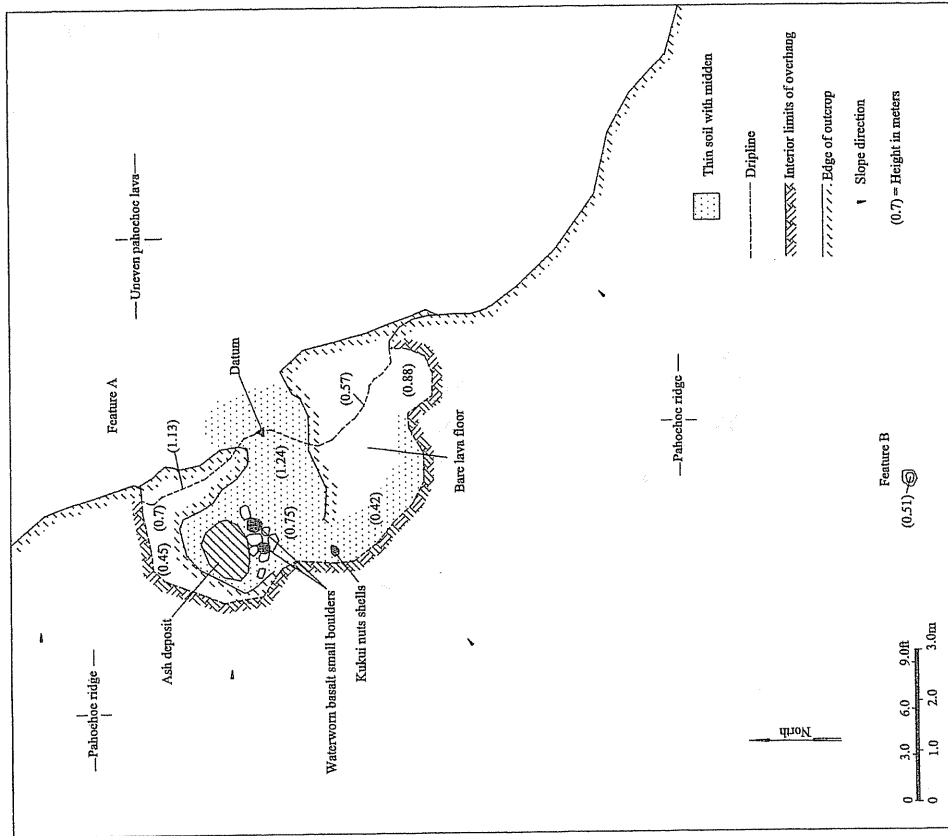 Feature A
—Uneven pahochoc lava—
(1.13)
Datum
(0.7)
(0.45)
(1.24)
(0.57)
(0.75)
(0.88)
(0.42)
Bare lava floor
Ash deposit
Waterworn basalt small boulders
Kukui nuts shells
—Pahochoc ridge—
—Pahochoc ridge—
Feature B
(0.51)
North
0 3.0 6.0 9.0ft
0 1.0 2.0 3.0m
Thin soil with midden
Dripline
Interior limits of overhang
Edge of outcrop
Slope direction
(0.7) = Height in meters